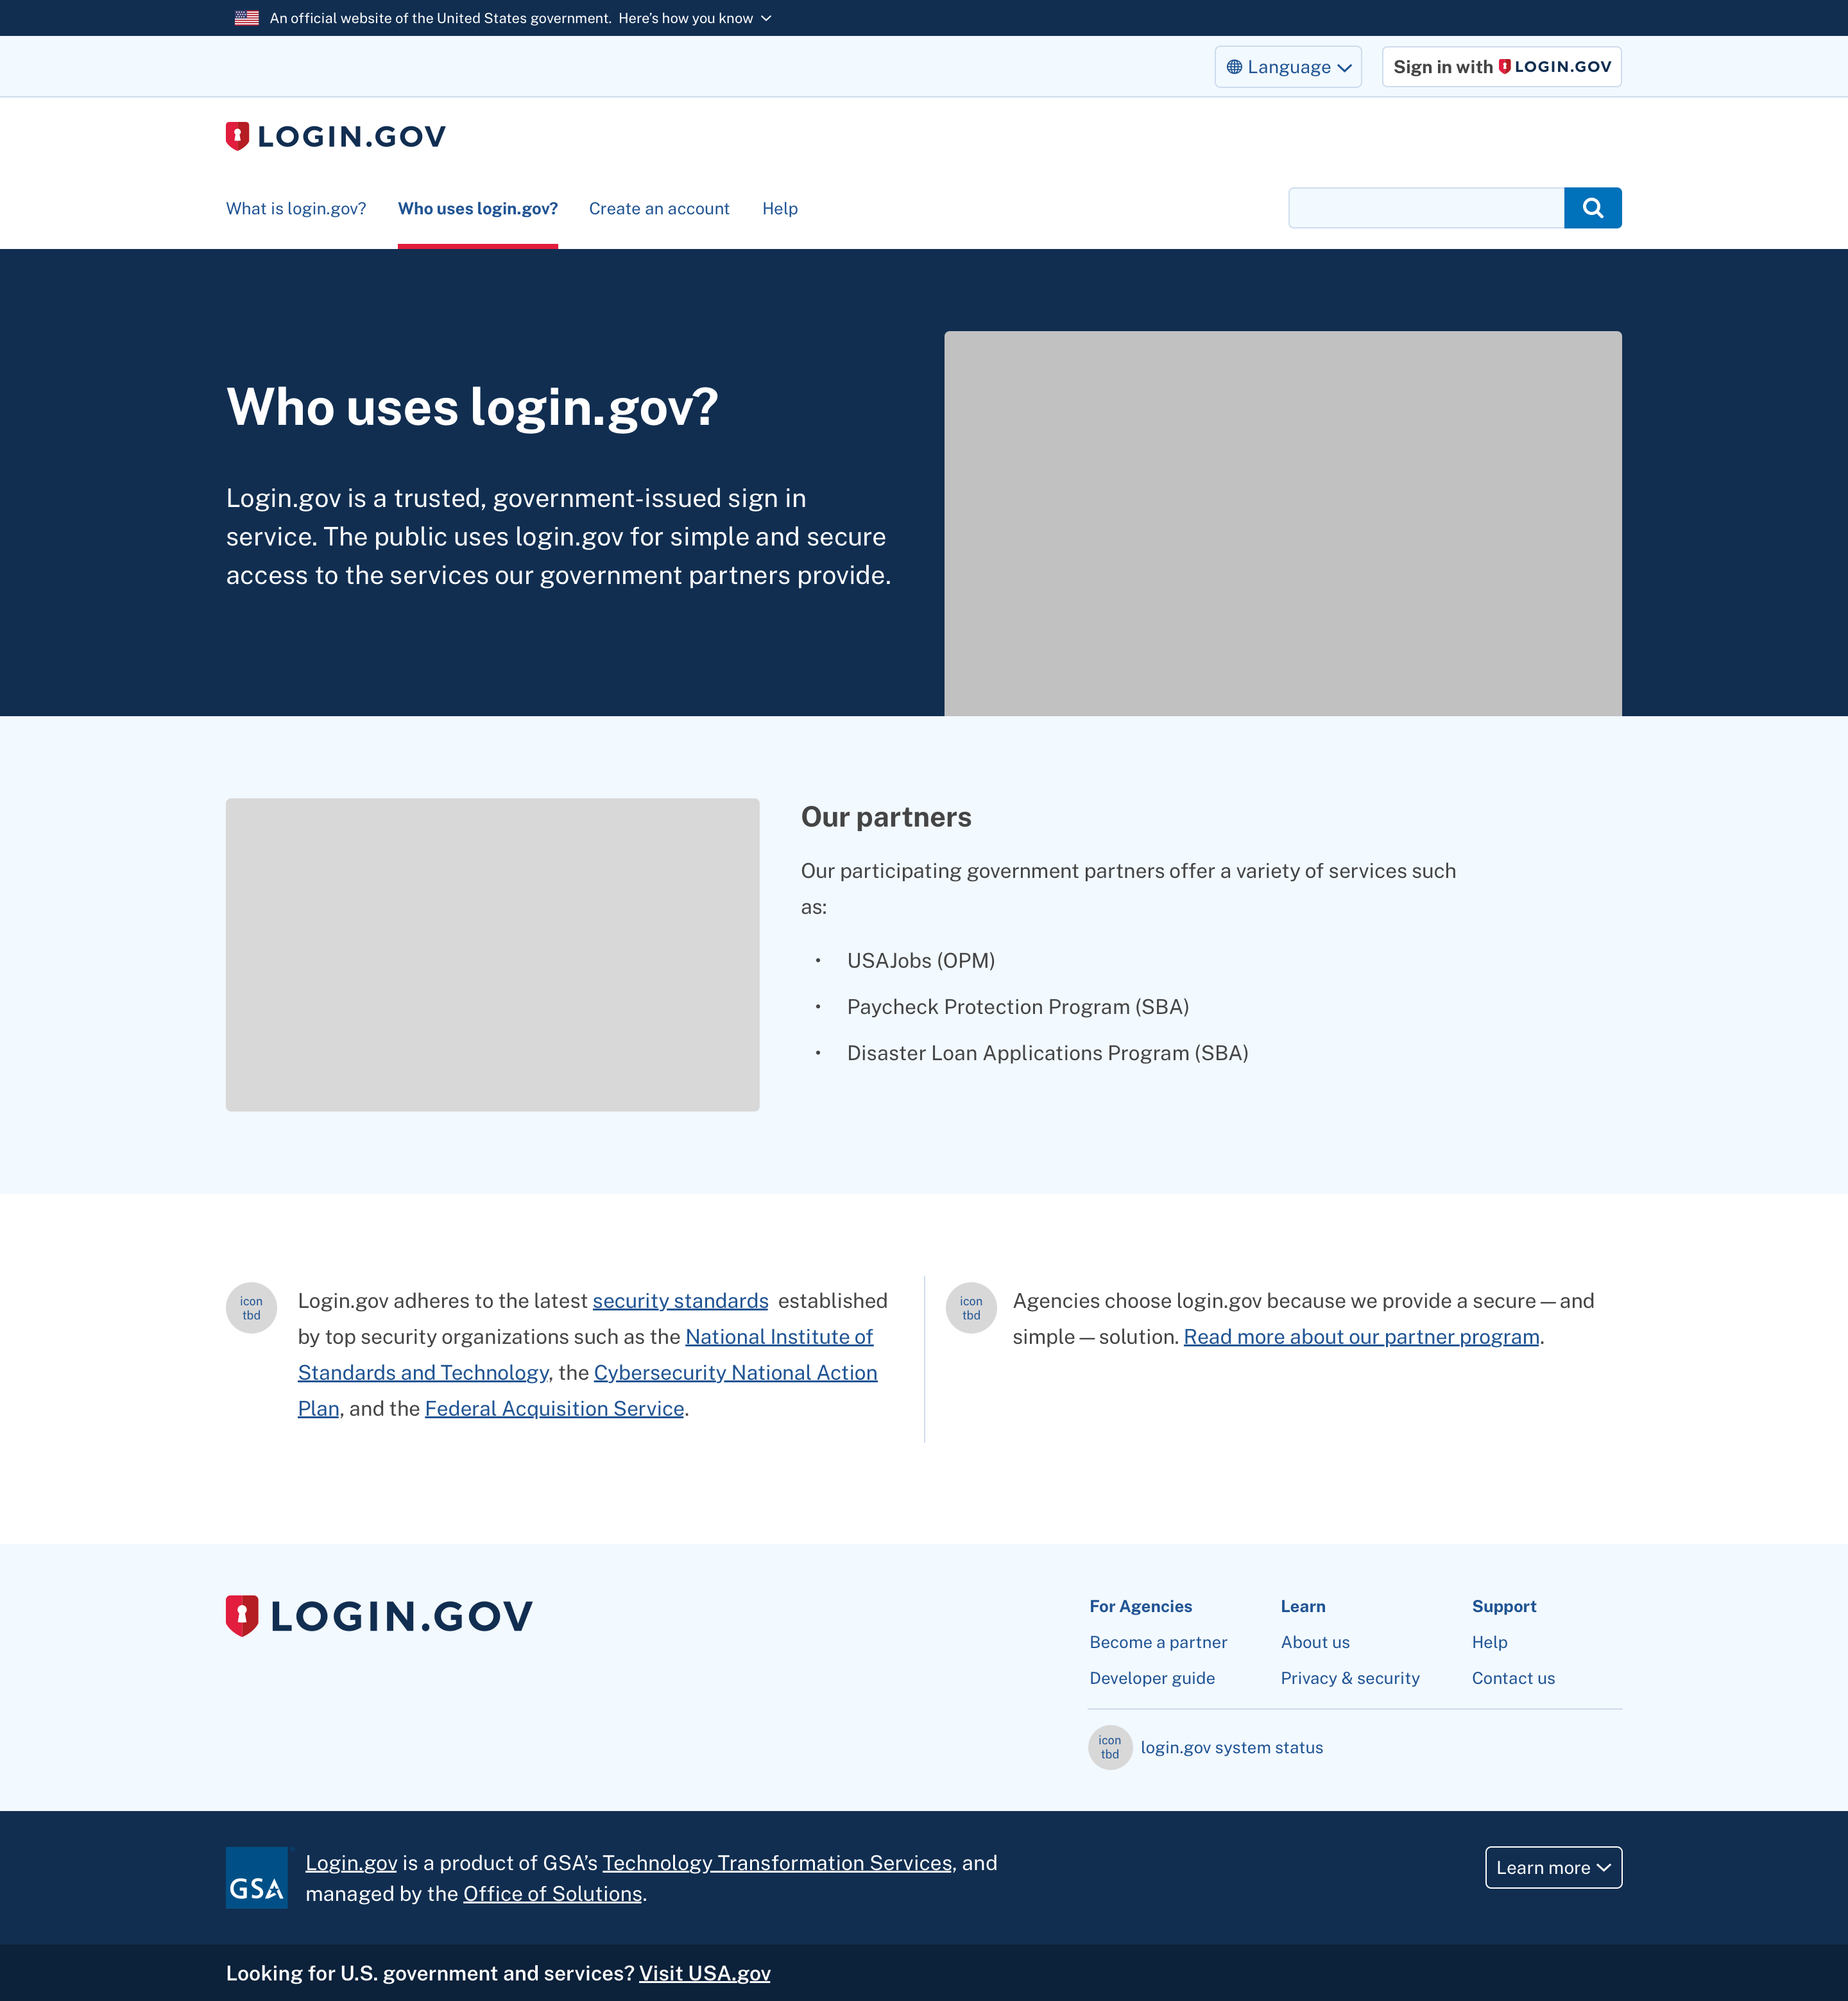 An official website of the United States government. Here’s how you know
Language
Sign in with LOGIN.GOV
LOGIN.GOV
What is login.gov?
Who uses login.gov?
Create an account
Help
Who uses login.gov?
Login.gov is a trusted, government-issued sign in
service. The public uses login.gov for simple and secure
access to the services our government partners provide.
Our partners
Our participating government partners offer a variety of services such
as:
• USAJobs (OPM)
• Paycheck Protection Program (SBA)
• Disaster Loan Applications Program (SBA)
icon
tbd
Login.gov adheres to the latest security standards established
by top security organizations such as the National Institute of
Standards and Technology, the Cybersecurity National Action
Plan, and the Federal Acquisition Service.
icon
tbd
Agencies choose login.gov because we provide a secure — and
simple — solution. Read more about our partner program.
LOGIN.GOV
For Agencies
Become a partner
Developer guide
Learn
About us
Privacy & security
Support
Help
Contact us
icon
tbd
login.gov system status
GSA
Login.gov is a product of GSA’s Technology Transformation Services, and
managed by the Office of Solutions.
Learn more
Looking for U.S. government and services? Visit USA.gov